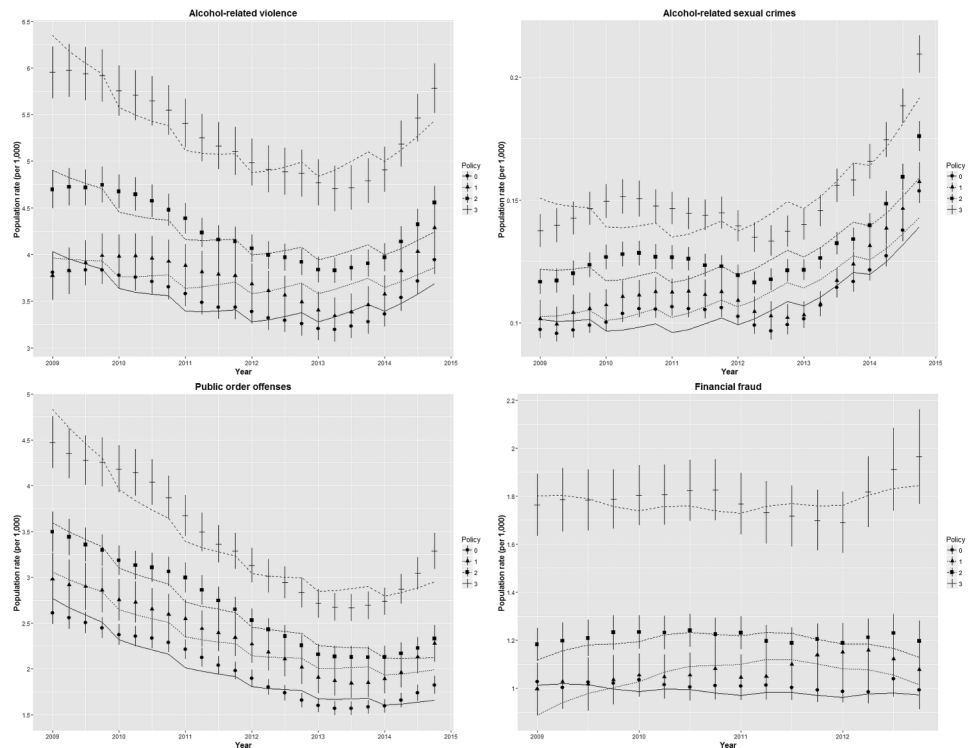 Alcohol-related violence
6.5
6
5.5
5
4.5
4
3.5
3
Population rate (per 1,000)
2009 2010 2011 2012 2013 2014 2015
Year
Policy
0
1
2
3
Alcohol-related sexual crimes
0.2
0.15
0.1
Population rate (per 1,000)
2009 2010 2011 2012 2013 2014 2015
Year
Policy
0
1
2
3
Public order offenses
5
4.5
4
3.5
3
2.5
2
1.5
Population rate (per 1,000)
2009 2010 2011 2012 2013 2014 2015
Year
Policy
0
1
2
3
Financial fraud
2.2
2
1.8
1.6
1.4
1.2
1
Population rate (per 1,000)
2009 2010 2011 2012
Year
Policy
0
1
2
3